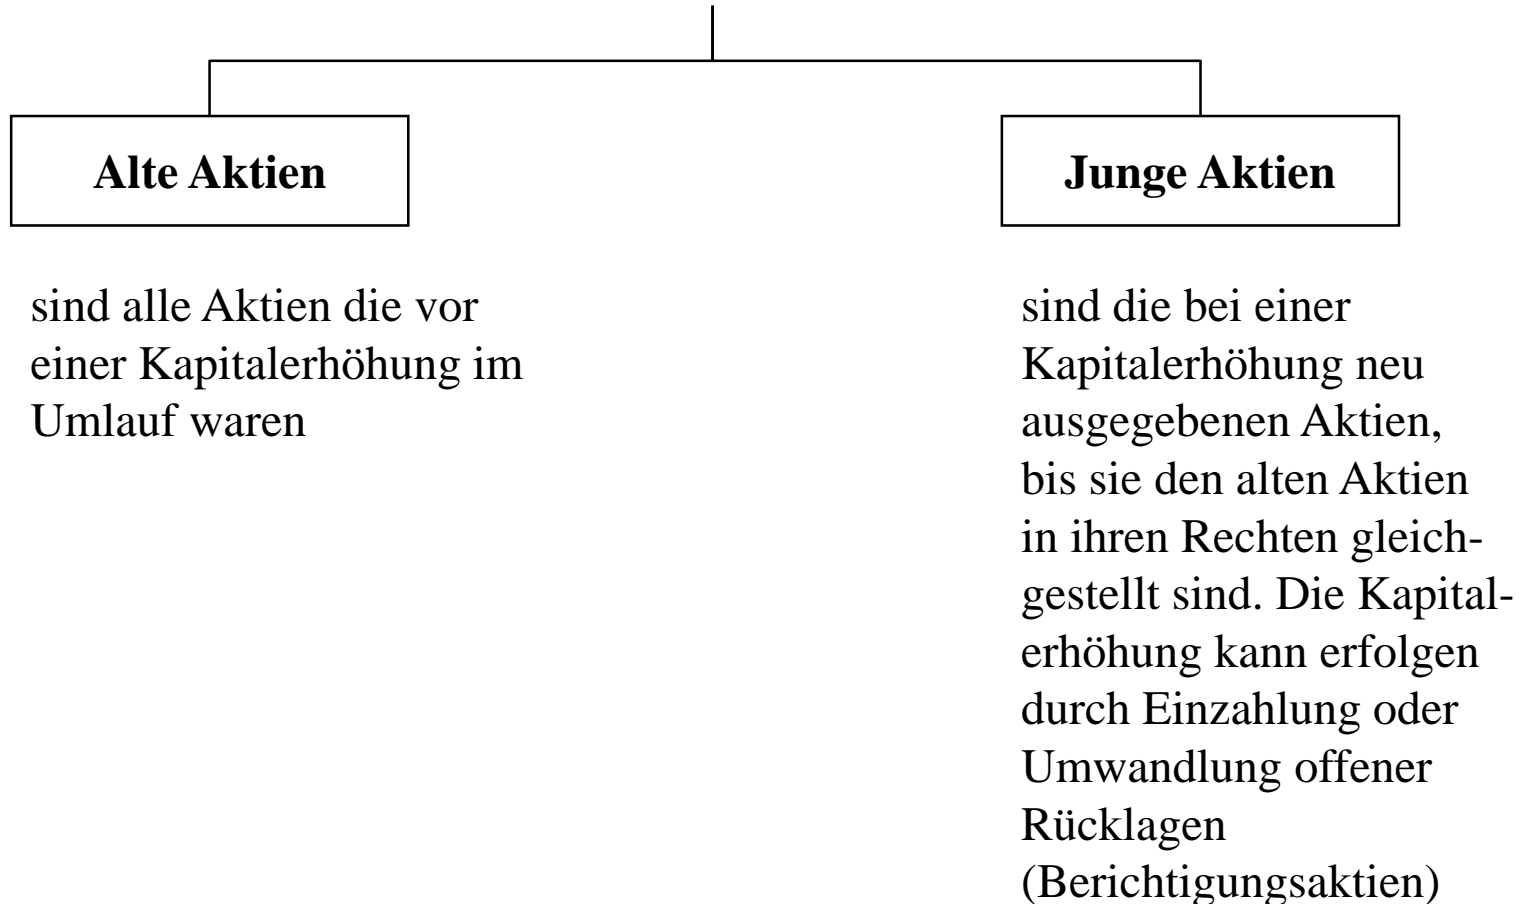 Alte Aktien
sind alle Aktien die vor
einer Kapitalerhöhung im
Umlauf waren
Junge Aktien
sind die bei einer
Kapitalerhöhung neu
ausgegebenen Aktien,
bis sie den alten Aktien
in ihren Rechten gleich-
gestellt sind. Die Kapital-
erhöhung kann erfolgen
durch Einzahlung oder
Umwandlung offener
Rücklagen
(Berichtigungsaktien)